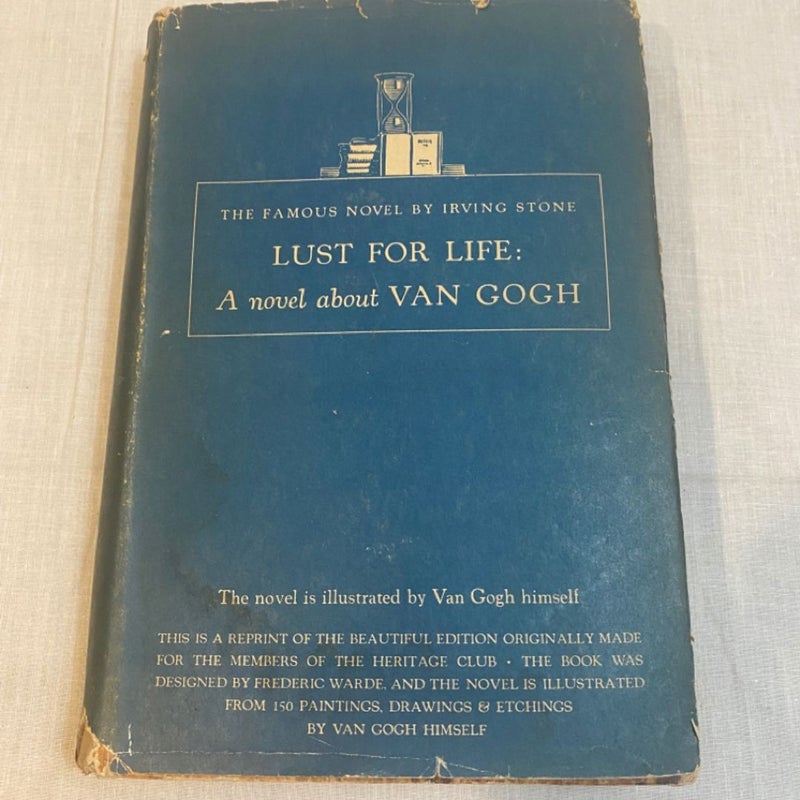 THE FAMOUS NOVEL BY IRVING STONE
LUST FOR LIFE:
A novel about VAN GOGH
The novel is illustrated by Van Gogh himself
THIS IS A REPRINT OF THE BEAUTIFUL EDITION ORIGINALLY MADE
FOR THE MEMBERS OF THE HERITAGE CLUB · THE BOOK WAS
DESIGNED BY FREDERIC WARDE, AND THE NOVEL IS ILLUSTRATED
FROM 150 PAINTINGS, DRAWINGS & ETCHINGS
BY VAN GOGH HIMSELF